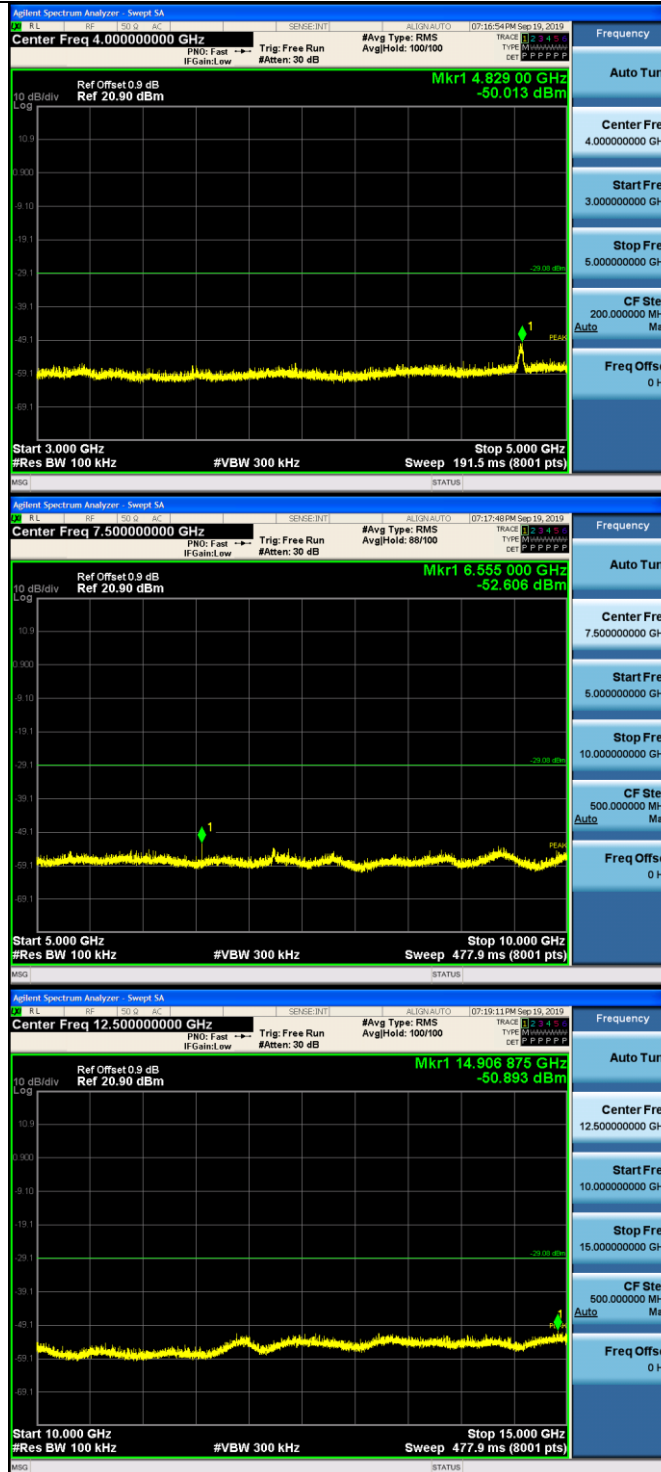 Agilent Spectrum Analyzer - Swept SA
RL RF 50 Ω AC SENSE:INT ALIGNAUTO 07:16:54 PM Sep 19, 2019
Center Freq 4.000000000 GHz #Avg Type: RMS TRACE 1 2 3 4 5 6
PNO: Fast Trig: Free Run Avg|Hold: 100/100 TYPE M
IFGain:Low #Atten: 30 dB DET P P P P P P
Mkr1 4.829 00 GHz
-50.013 dBm
Ref Offset 0.9 dB
10 dB/div Ref 20.90 dBm
Log
10.9
0.900
-9.10
-19.1
-29.1 -29.00 dBm
-39.1
-49.1 1 PEAK
-59.1
-69.1
Start 3.000 GHz Stop 5.000 GHz
#Res BW 100 kHz #VBW 300 kHz Sweep 191.5 ms (8001 pts)
MSG STATUS
Frequency
Auto Tun
Center Fre
4.000000000 GH
Start Fre
3.000000000 GH
Stop Fre
5.000000000 GH
CF Ste
200.000000 MH
Auto Ma
Freq Offse
0 H
Agilent Spectrum Analyzer - Swept SA
RL RF 50 Ω AC SENSE:INT ALIGNAUTO 07:17:48 PM Sep 19, 2019
Center Freq 7.500000000 GHz #Avg Type: RMS TRACE 1 2 3 4 5 6
PNO: Fast Trig: Free Run Avg|Hold: 88/100 TYPE M
IFGain:Low #Atten: 30 dB DET P P P P P P
Mkr1 6.555 000 GHz
-52.606 dBm
Ref Offset 0.9 dB
10 dB/div Ref 20.90 dBm
Log
10.9
0.900
-9.10
-19.1
-29.1 -29.00 dBm
-39.1
-49.1 1 PEAK
-59.1
-69.1
Start 5.000 GHz Stop 10.000 GHz
#Res BW 100 kHz #VBW 300 kHz Sweep 477.9 ms (8001 pts)
MSG STATUS
Frequency
Auto Tun
Center Fre
7.500000000 GH
Start Fre
5.000000000 GH
Stop Fre
10.000000000 GH
CF Ste
500.000000 MH
Auto Ma
Freq Offse
0 H
Agilent Spectrum Analyzer - Swept SA
RL RF 50 Ω AC SENSE:INT ALIGNAUTO 07:19:11 PM Sep 19, 2019
Center Freq 12.500000000 GHz #Avg Type: RMS TRACE 1 2 3 4 5 6
PNO: Fast Trig: Free Run Avg|Hold: 100/100 TYPE M
IFGain:Low #Atten: 30 dB DET P P P P P P
Mkr1 14.906 875 GHz
-50.893 dBm
Ref Offset 0.9 dB
10 dB/div Ref 20.90 dBm
Log
10.9
0.900
-9.10
-19.1
-29.1 -29.00 dBm
-39.1
-49.1 1
-59.1
-69.1
Start 10.000 GHz Stop 15.000 GHz
#Res BW 100 kHz #VBW 300 kHz Sweep 477.9 ms (8001 pts)
MSG STATUS
Frequency
Auto Tun
Center Fre
12.500000000 GH
Start Fre
10.000000000 GH
Stop Fre
15.000000000 GH
CF Ste
500.000000 MH
Auto Ma
Freq Offse
0 H